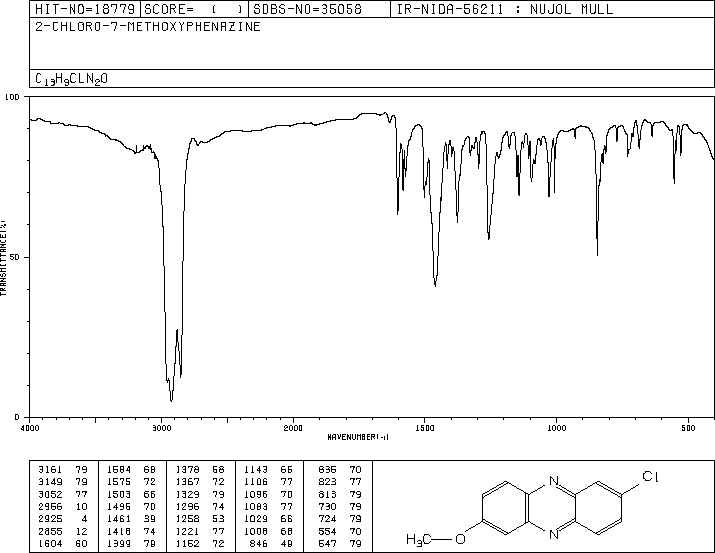 HIT-NO=18779 SCORE= ( ) SDBS-NO=35058 IR-NIDA-56211 : NUJOL MULL
2-CHLORO-7-METHOXYPHENAZINE
C13H9CLN2O
100
50
0
TRANSMITTANCE(%)
4000 3000 2000 1500 1000 500
WAVENUMBER(-1)
3161 79 1584 68 1378 58 1143 66 836 70
3149 79 1575 72 1367 72 1106 77 823 77
3052 77 1503 66 1329 79 1096 70 813 79
2956 10 1496 70 1296 74 1083 77 790 79
2925 4 1461 39 1258 53 1029 66 724 79
2855 12 1418 74 1221 77 1008 68 554 70
1604 60 1399 79 1152 72 846 49 547 79
N
Cl
H3C O
N